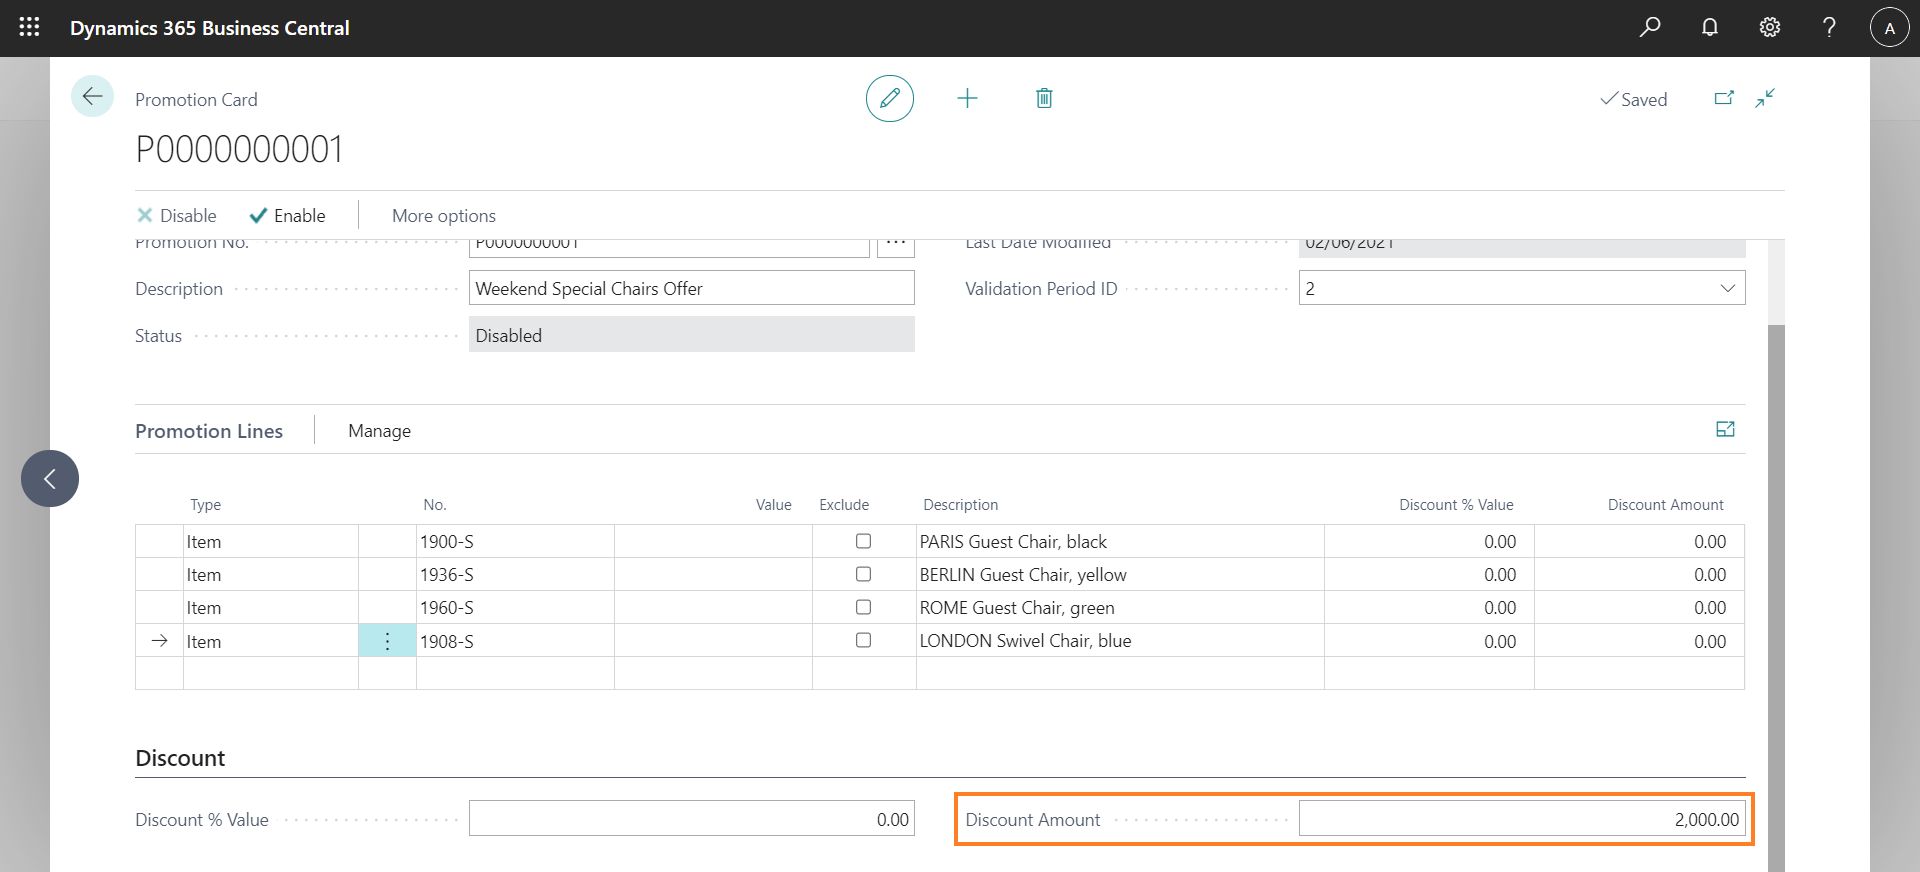 Dynamics 365 Business Central
A
Promotion Card
Saved
P0000000001
Disable Enable More options
Promotion No. P0000000001 ... Last Date Modified 02/06/2021
Description Weekend Special Chairs Offer Validation Period ID 2
Status Disabled
Promotion Lines Manage
Type No. Value Exclude Description Discount % Value Discount Amount
Item 1900-S PARIS Guest Chair, black 0.00 0.00
Item 1936-S BERLIN Guest Chair, yellow 0.00 0.00
Item 1960-S ROME Guest Chair, green 0.00 0.00
Item 1908-S LONDON Swivel Chair, blue 0.00 0.00
Discount
Discount % Value 0.00 Discount Amount 2,000.00